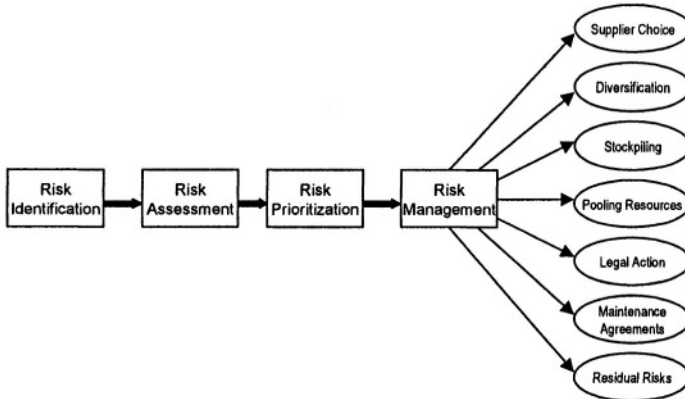 Supplier Choice
Diversification
Stockpiling
Risk
Identification
Risk
Assessment
Risk
Prioritization
Risk
Management
Pooling Resources
Legal Action
Maintenance
Agreements
Residual Risks